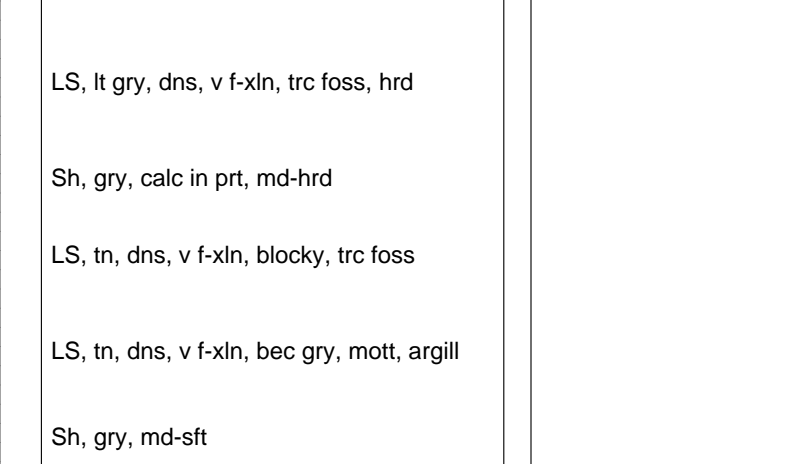 LS, lt gry, dns, v f-xln, trc foss, hrd
Sh, gry, calc in prt, md-hrd
LS, tn, dns, v f-xln, blocky, trc foss
LS, tn, dns, v f-xln, bec gry, mott, argill
Sh, gry, md-sft